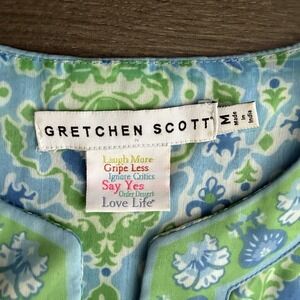 GRETCHEN SCOTT
M
Made
in
India
Laugh More
Gripe Less
Ignore Critics
Say Yes
Order Dessert
Love Life®